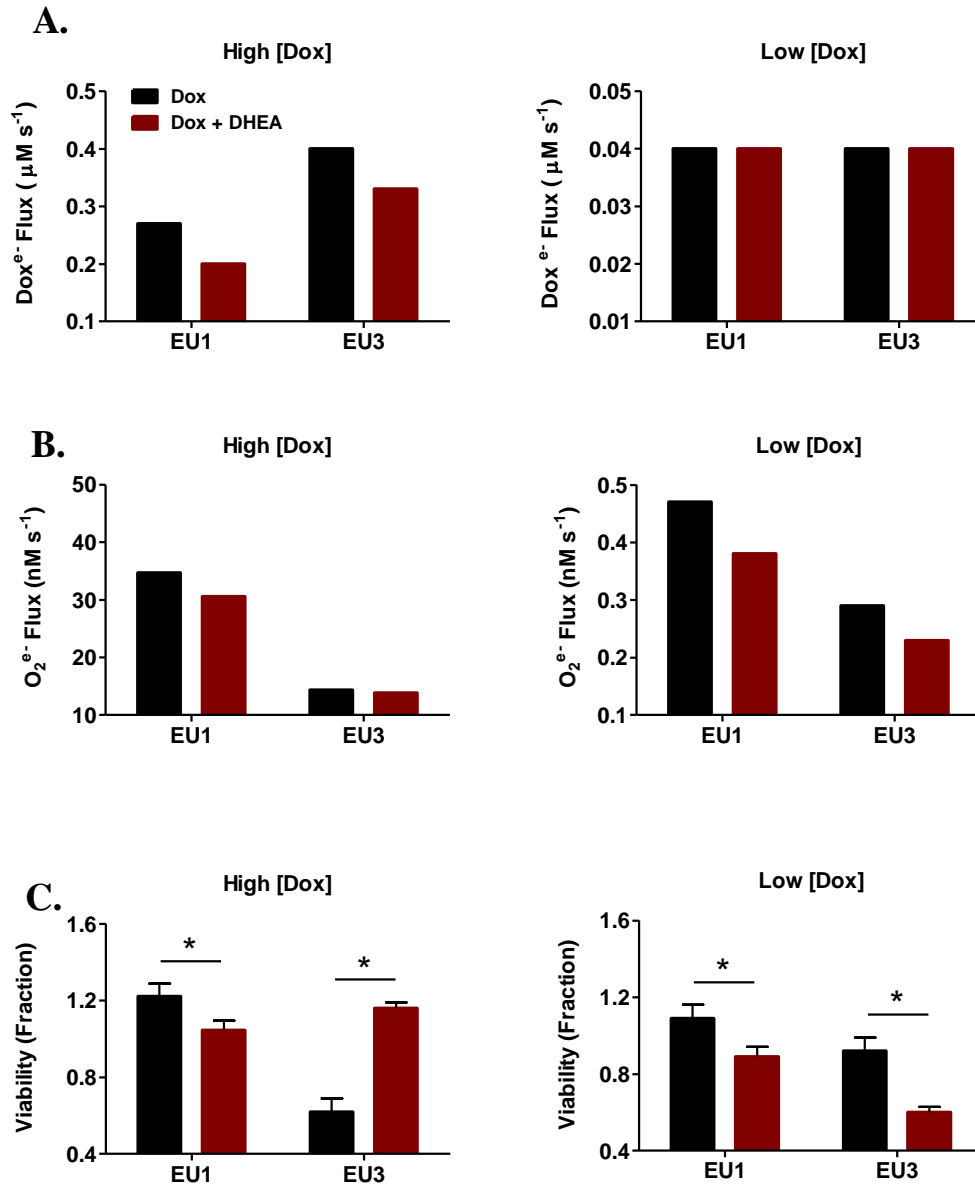 A.
High [Dox]
Dox
Dox + DHEA
Dox^e- Flux ( μM s^-1)
0.5
0.4
0.3
0.2
0.1
EU1 EU3
Low [Dox]
Dox ^e- Flux ( μM s^-1)
0.05
0.04
0.03
0.02
0.01
EU1 EU3
B.
High [Dox]
O₂^e- Flux (nM s^-1)
50
40
30
20
10
EU1 EU3
Low [Dox]
O₂^e- Flux (nM s^-1)
0.5
0.4
0.3
0.2
0.1
EU1 EU3
C.
High [Dox]
Viability (Fraction)
1.6
1.2
0.8
0.4
* *
EU1 EU3
Low [Dox]
Viability (Fraction)
1.6
1.2
0.8
0.4
* *
EU1 EU3